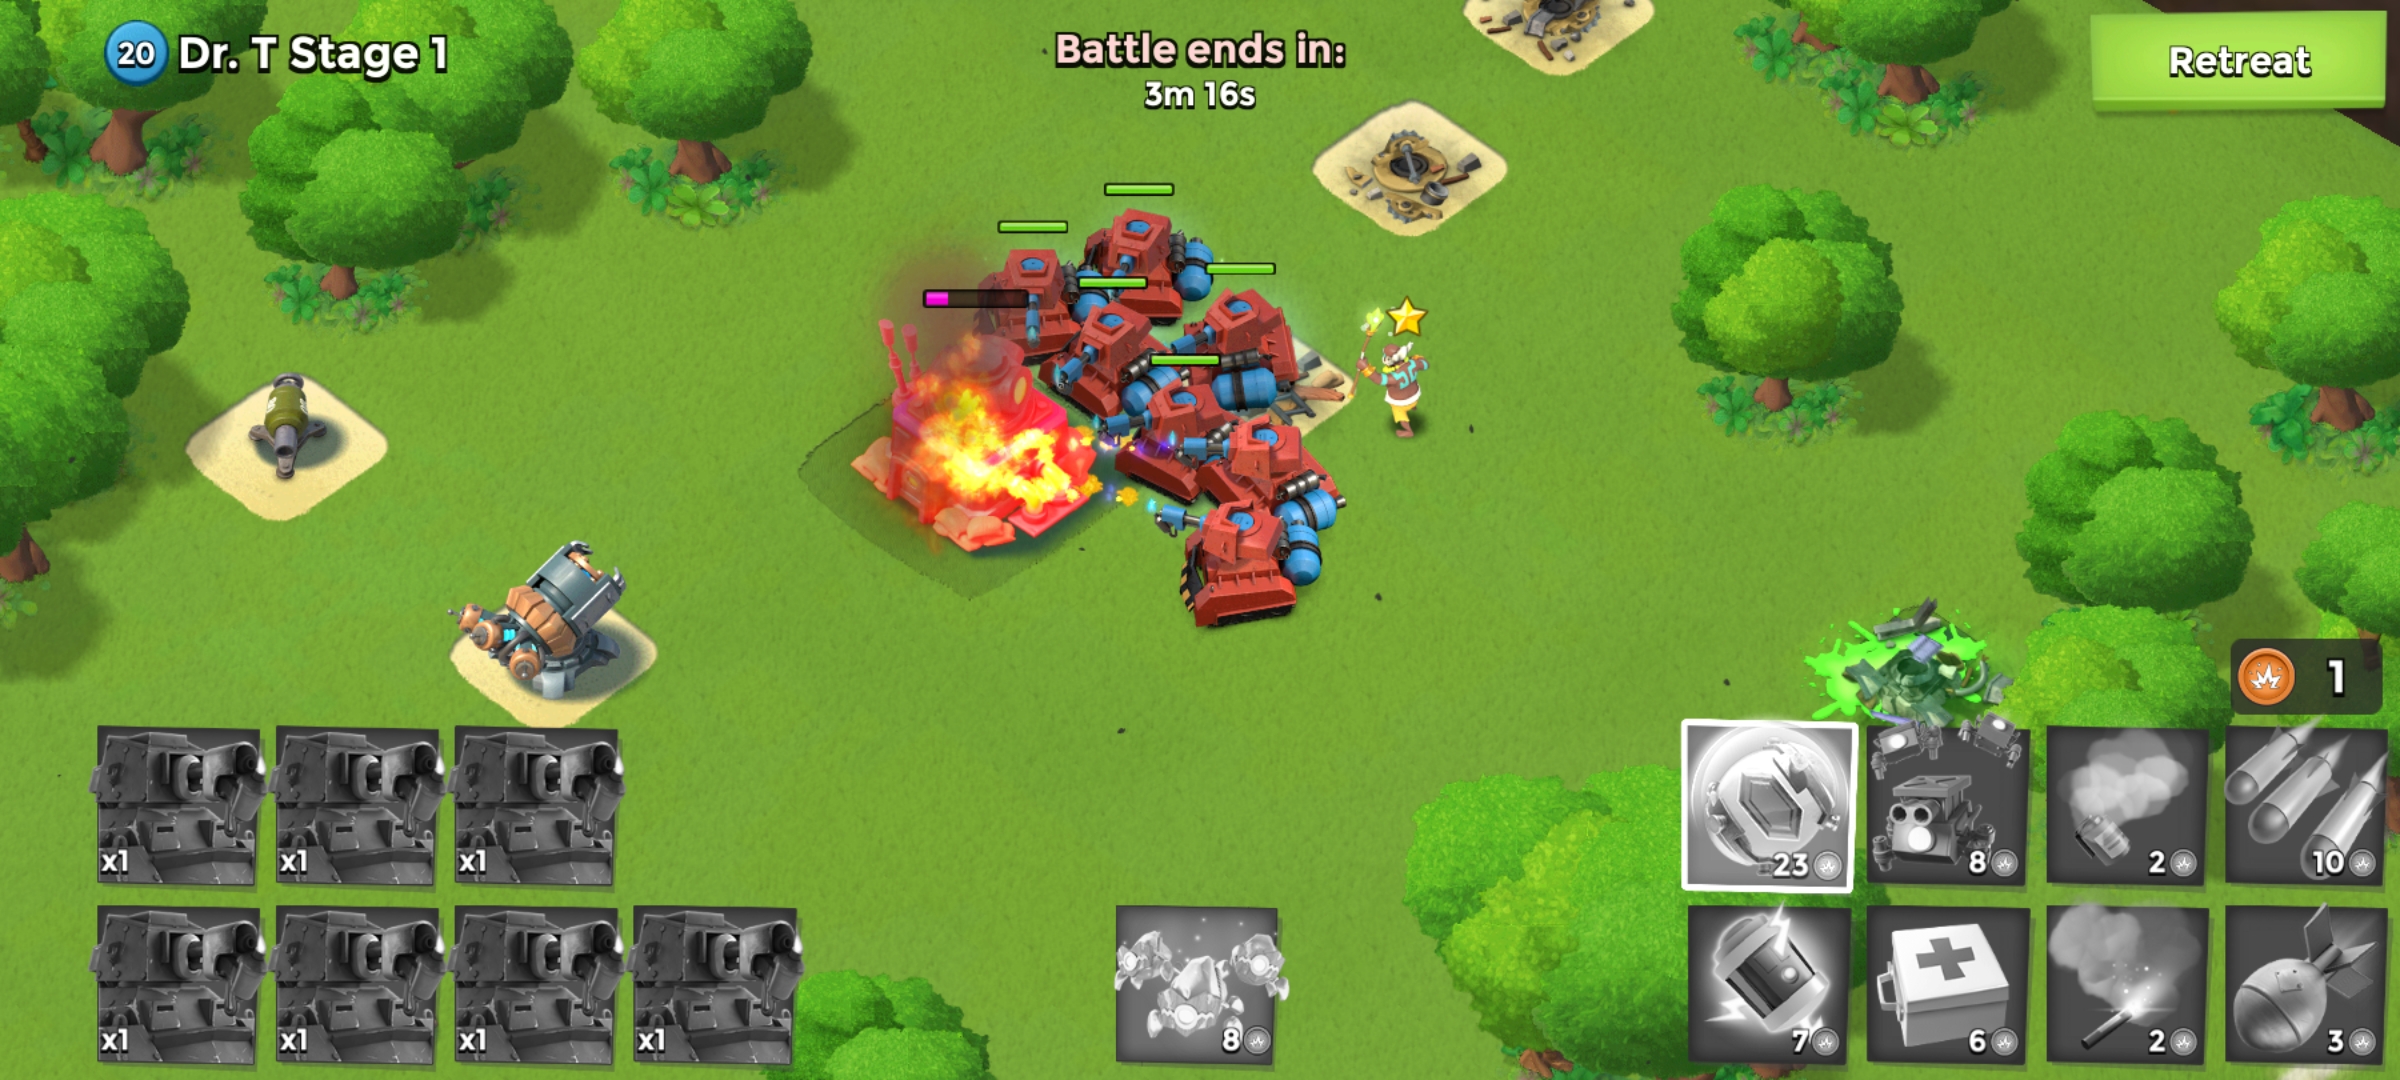 20 Dr. T Stage 1
Battle ends in:
3m 16s
Retreat
52
1
x1 x1 x1
23 8 2 10
x1 x1 x1 x1
8
7 6 2 3